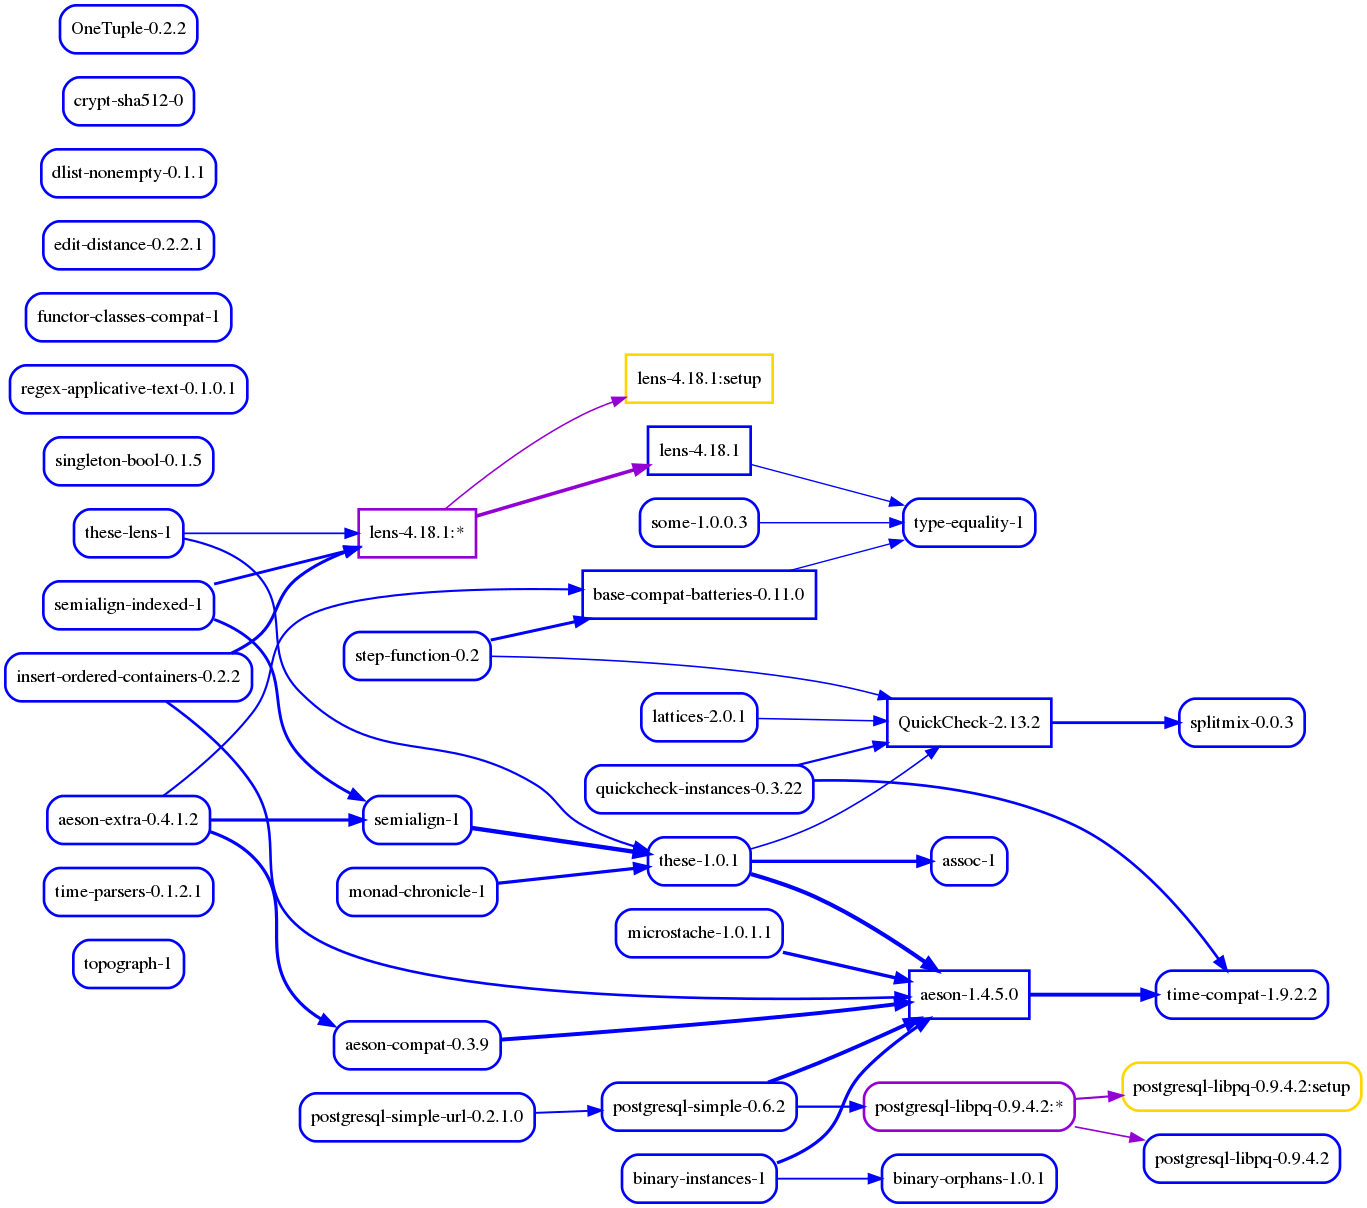 OneTuple-0.2.2
crypt-sha512-0
dlist-nonempty-0.1.1
edit-distance-0.2.2.1
functor-classes-compat-1
regex-applicative-text-0.1.0.1
singleton-bool-0.1.5
these-lens-1
semialign-indexed-1
insert-ordered-containers-0.2.2
aeson-extra-0.4.1.2
time-parsers-0.1.2.1
topograph-1
lens-4.18.1:*
step-function-0.2
semialign-1
monad-chronicle-1
aeson-compat-0.3.9
postgresql-simple-url-0.2.1.0
lens-4.18.1:setup
lens-4.18.1
some-1.0.0.3
base-compat-batteries-0.11.0
lattices-2.0.1
quickcheck-instances-0.3.22
these-1.0.1
microstache-1.0.1.1
postgresql-simple-0.6.2
binary-instances-1
type-equality-1
QuickCheck-2.13.2
assoc-1
aeson-1.4.5.0
postgresql-libpq-0.9.4.2:*
binary-orphans-1.0.1
splitmix-0.0.3
time-compat-1.9.2.2
postgresql-libpq-0.9.4.2:setup
postgresql-libpq-0.9.4.2